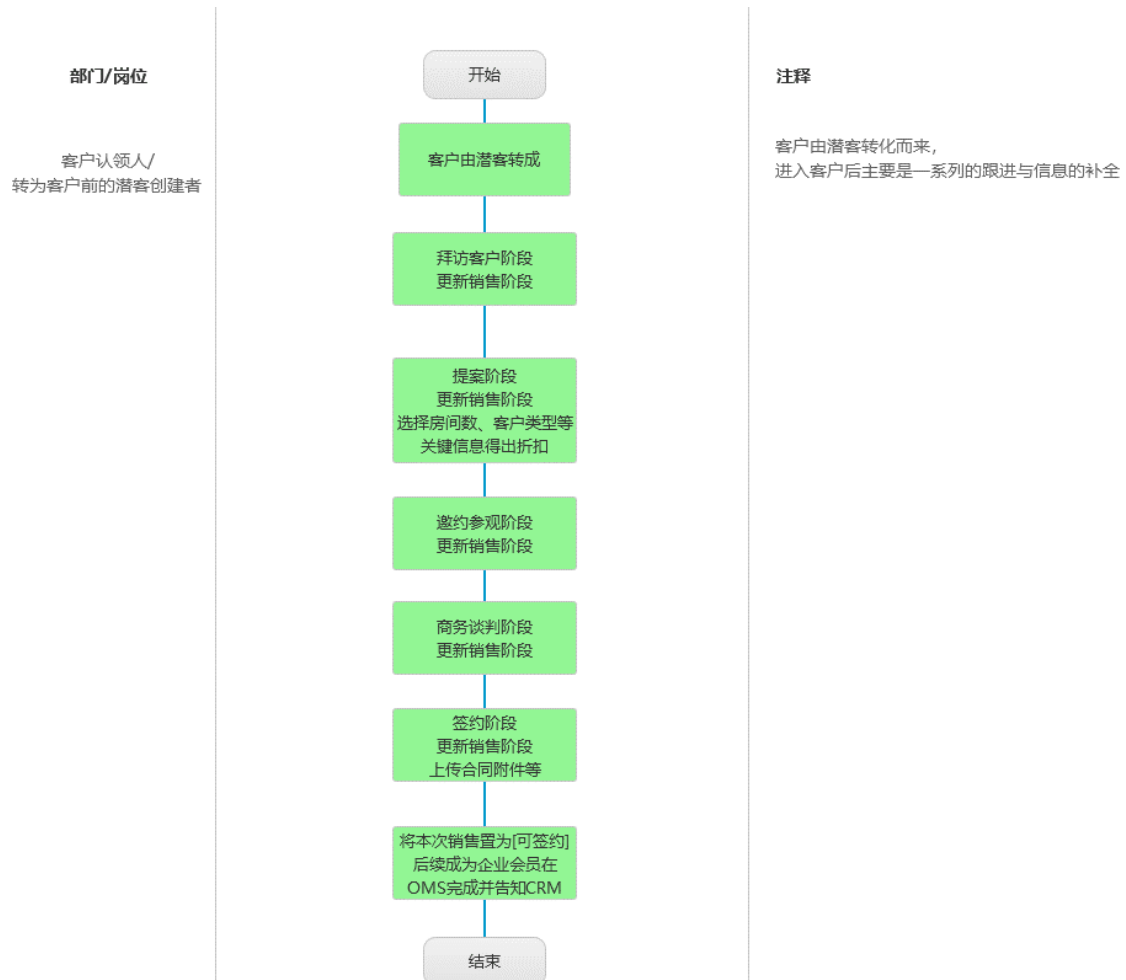 部门/岗位
开始
注释
客户认领人/
转为客户前的潜客创建者
客户由潜客转成
客户由潜客转化而来，
进入客户后主要是一系列的跟进与信息的补全
拜访客户阶段
更新销售阶段
提案阶段
更新销售阶段
选择房间数、客户类型等
关键信息得出折扣
邀约参观阶段
更新销售阶段
商务谈判阶段
更新销售阶段
签约阶段
更新销售阶段
上传合同附件等
将本次销售置为[可签约]
后续成为企业会员在
OMS完成并告知CRM
结束